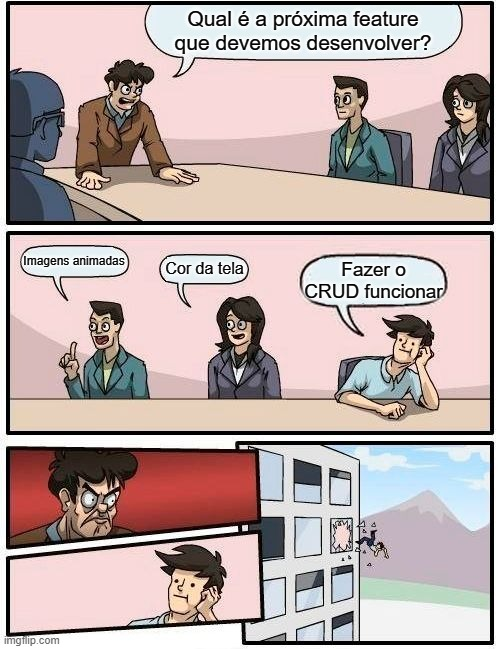 Qual é a próxima feature
que devemos desenvolver?
Imagens animadas
Cor da tela
Fazer o
CRUD funcionar
imgflip.com